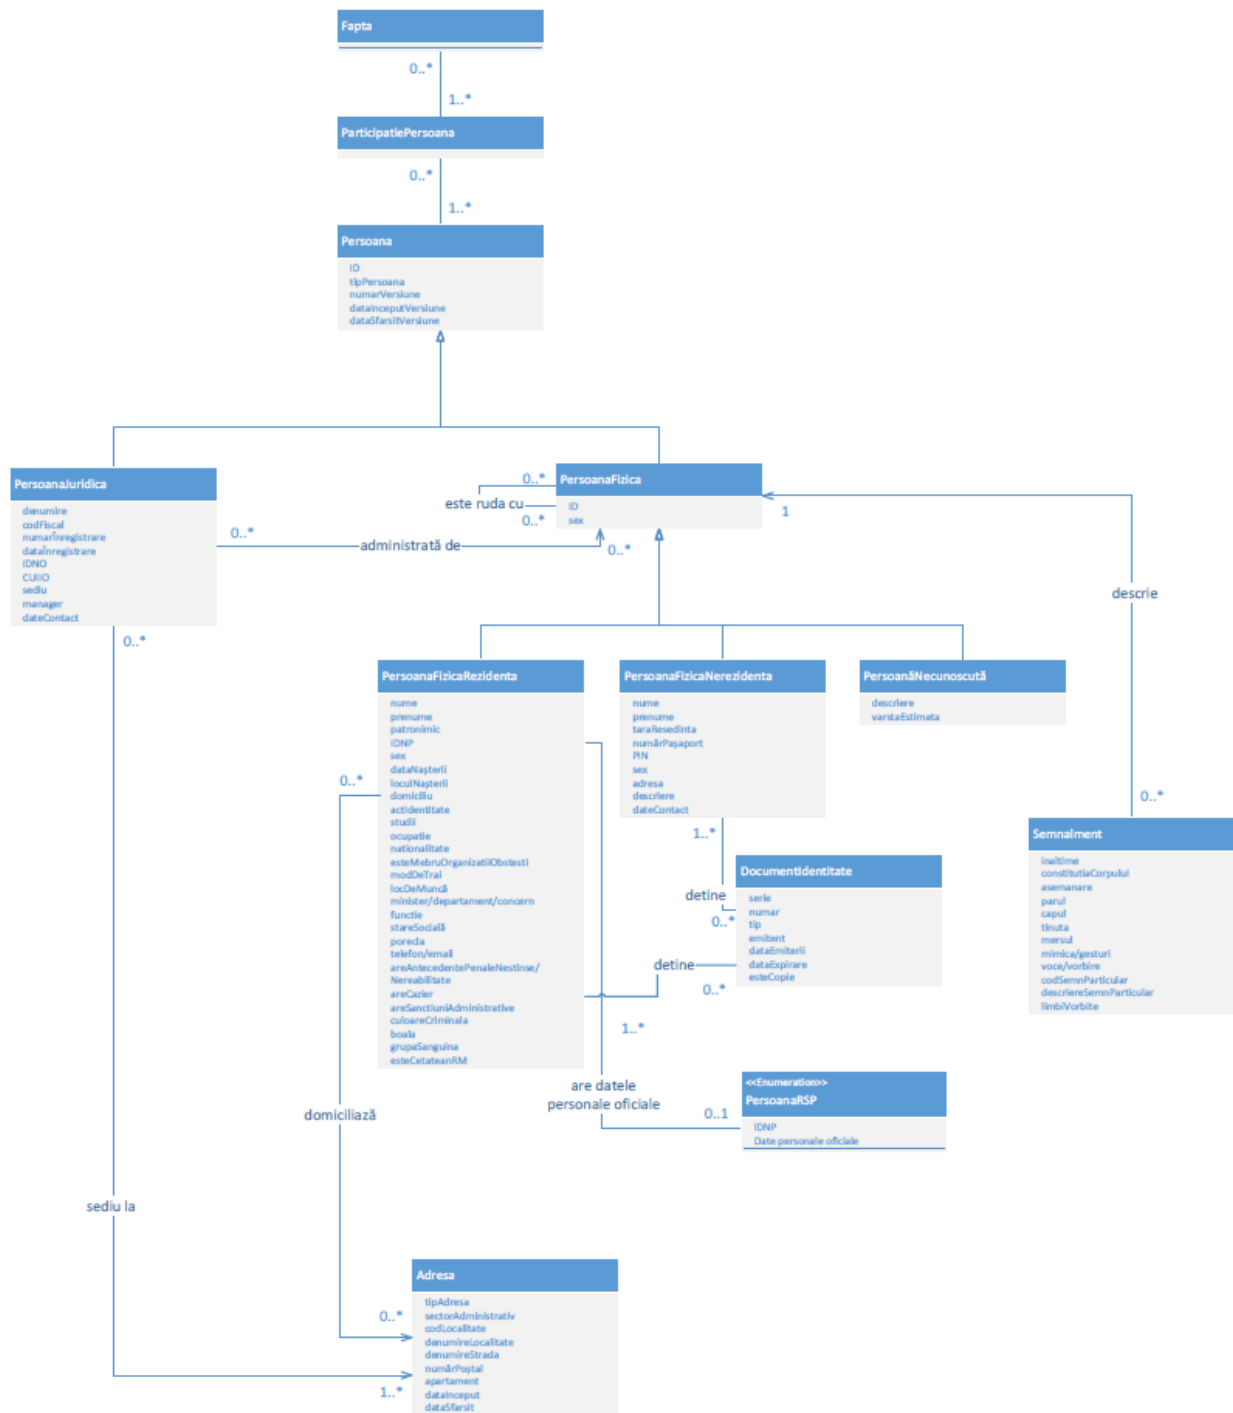 Fapta
0..*
1..*
ParticipatiePersoana
0..*
1..*
Persoana
ID
tipPersoana
numarVersiune
dataInceputVersiune
dataSfarsitVersiune
PersoanaJuridica
denumire
codFiscal
numarÎnregistrare
dataÎnregistrare
IDNO
CUIIO
sediu
manager
dateContact
0..*
administrată de
0..*
0..*
este ruda cu
0..*
PersoanaFizica
ID
sex
1
descrie
0..*
0..*
PersoanaFizicaRezidenta
nume
prenume
patronimic
IDNP
sex
dataNașterii
loculNașterii
domiciliu
actIdentitate
studii
ocupatie
nationalitate
esteMebruOrganizatiiObstesti
modDeTrai
locDeMuncă
minister/departament/concern
functie
stareSocială
porecla
telefon/email
areAntecedentePenaleNestinse/
Nereabilitate
areCazier
areSanctiuniAdministrative
culoareCriminala
boala
grupaSanguina
esteCetateanRM
0..*
PersoanaFizicaNerezidenta
nume
prenume
taraResedinta
numărPașaport
PIN
sex
adresa
descriere
dateContact
1..*
PersoanăNecunoscută
descriere
varstaEstimata
Semnalment
inaltime
constitutiaCorpului
asemanare
parul
capul
tinuta
mersul
mimica/gesturi
voce/vorbire
codSemnParticular
descriereSemnParticular
limbiVorbite
DocumentIdentitate
serie
numar
tip
emitent
dataEmiterii
dataExpirare
esteCopie
detine
0..*
detine
0..*
1..*
are datele
personale oficiale
0..1
<<Enumeration>>
PersoanaRSP
IDNP
Date personale oficiale
domiciliază
sediu la
Adresa
tipAdresa
sectorAdministrativ
codLocalitate
denumireLocalitate
denumireStrada
numărPoștal
apartament
dataInceput
dataSfarsit
0..*
1..*